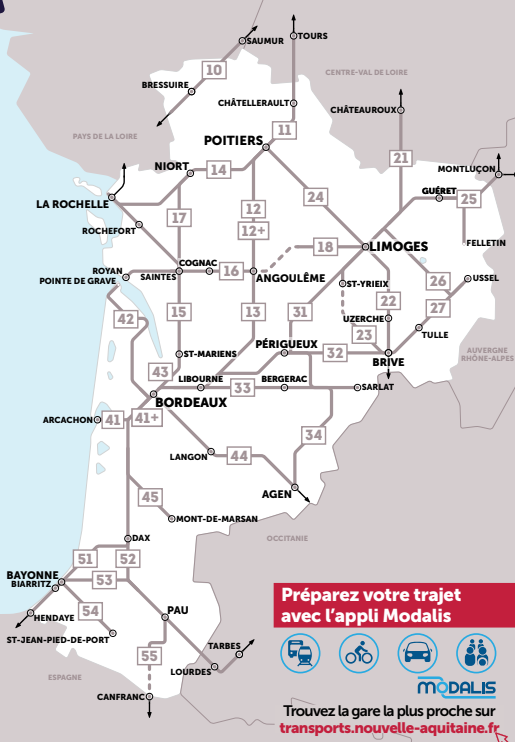 TOURS
SAUMUR
10
CENTRE-VAL DE LOIRE
BRESSUIRE
CHÂTELLERAULT
CHÂTEAUROUX
11
PAYS DE LA LOIRE
POITIERS
21
NIORT
14
MONTLUÇON
GUÉRET
24
25
LA ROCHELLE
17
12
12+
ROCHEFORT
18
LIMOGES
FELLETIN
COGNAC
ROYAN
POINTE DE GRAVE
SAINTES
16
ANGOULÊME
ST-YRIEIX
26
USSEL
22
27
42
15
13
31
UZERCHE
23
TULLE
PÉRIGUEUX
32
ST-MARIENS
BRIVE
AUVERGNE
RHÔNE-ALPES
43
LIBOURNE
33
BERGERAC
SARLAT
BORDEAUX
ARCACHON
41
41+
34
LANGON
44
AGEN
45
MONT-DE-MARSAN
DAX
OCCITANIE
51
52
BAYONNE
BIARRITZ
53
54
HENDAYE
PAU
ST-JEAN-PIED-DE-PORT
55
TARBES
LOURDES
ESPAGNE
CANFRANC
Préparez votre trajet
avec l’appli Modalis
MODALIS
Trouvez la gare la plus proche sur
transports.nouvelle-aquitaine.fr